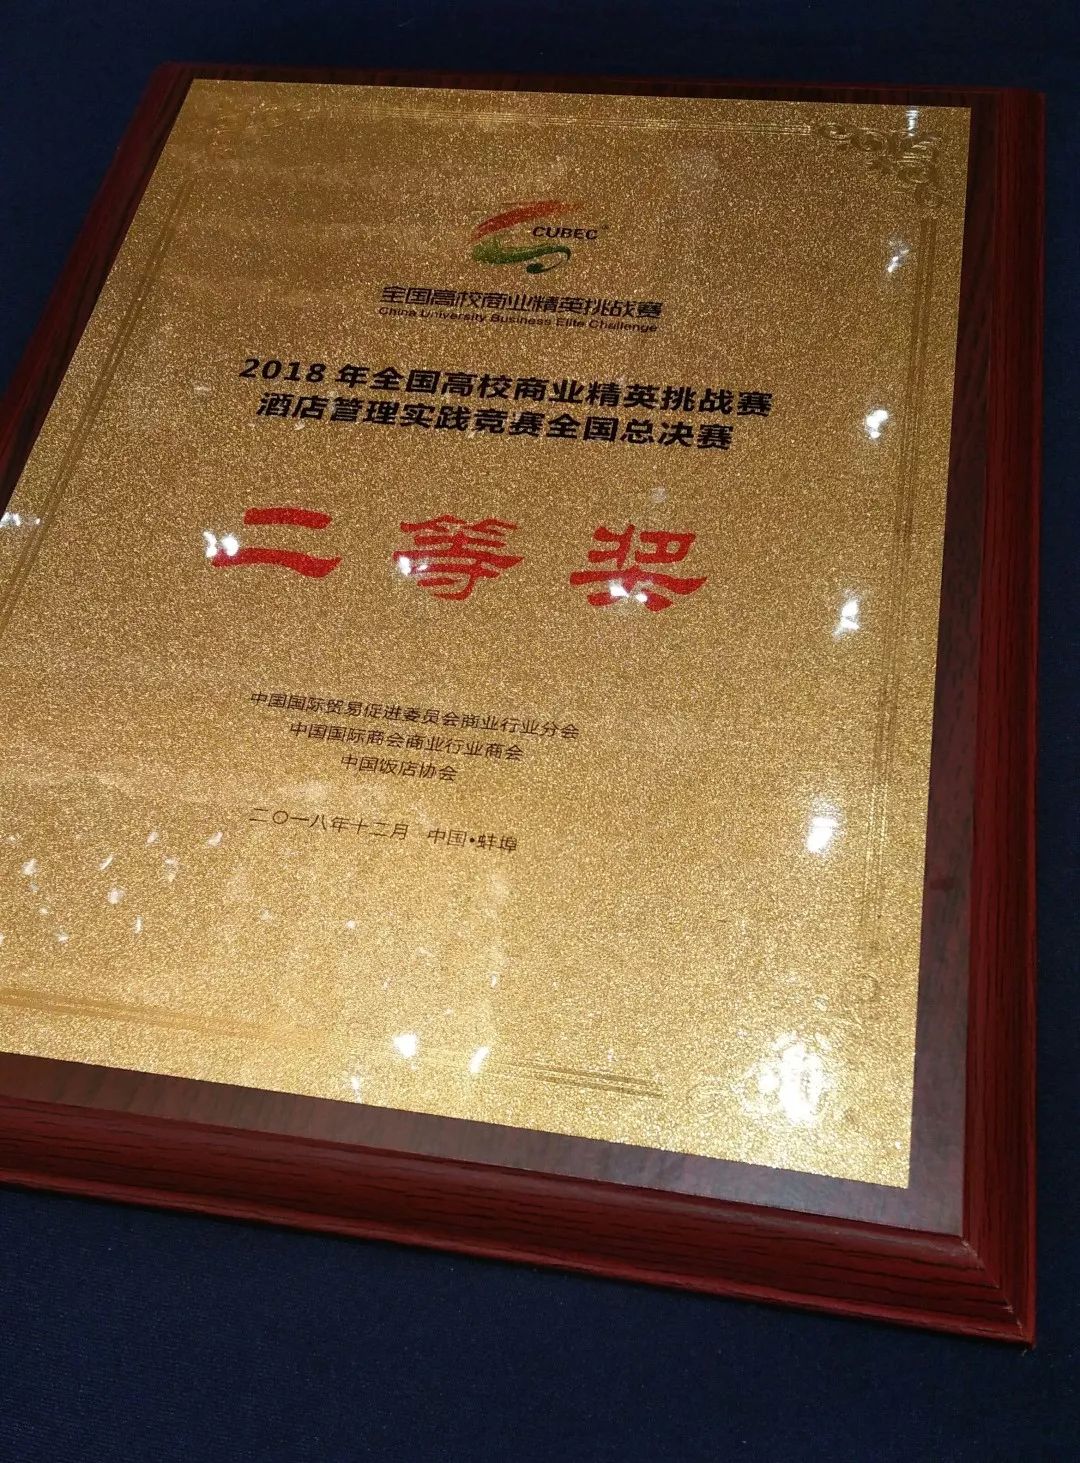 CUBEC®
全国高校商业精英挑战赛
China University Business Elite Challenge
2018年全国高校商业精英挑战赛
酒店管理实践竞赛全国总决赛
二等奖
中国国际贸易促进委员会商业行业分会
中国国际商会商业行业商会
中国饭店协会
二〇一八年十二月 中国•蚌埠